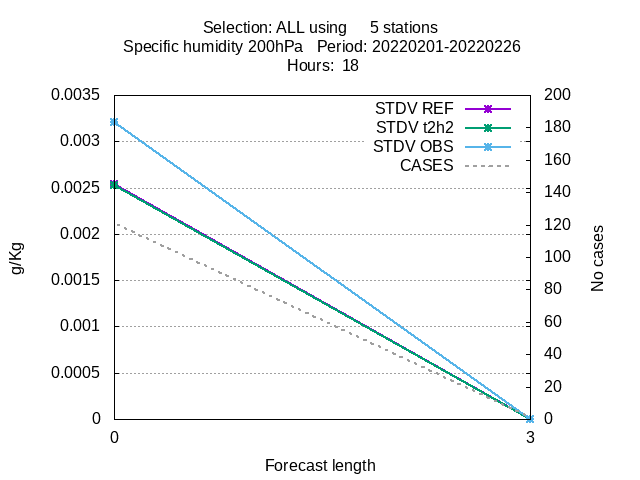 Selection: ALL using 5 stations
Specific humidity 200hPa Period: 20220201-20220226
Hours: 18
0.0035
0.003
0.0025
0.002
0.0015
0.001
0.0005
0
g/Kg
STDV REF
STDV t2h2
STDV OBS
CASES
200
180
160
140
120
100
80
60
40
20
0
No cases
0
3
Forecast length